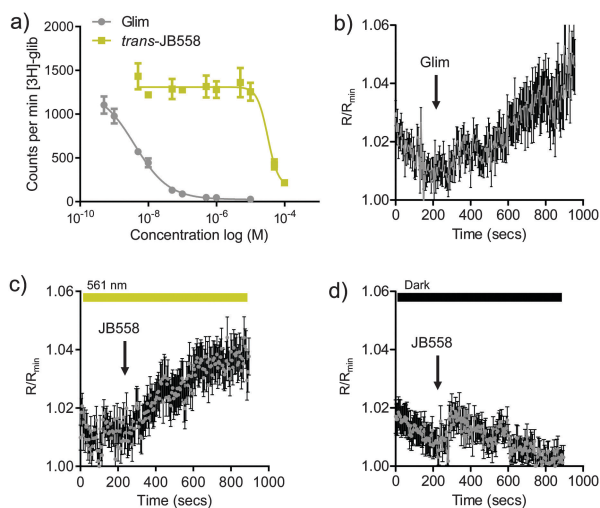 a)
Glim
trans-JB558
Counts per min [3H]-glib
2000
1500
1000
500
0
10⁻¹⁰
10⁻⁸
10⁻⁶
10⁻⁴
Concentration log (M)
b)
R/Rmin
1.06
1.04
1.02
1.00
Glim
0 200 400 600 800 1000
Time (secs)
c)
561 nm
R/Rmin
1.06
1.04
1.02
1.00
JB558
0 200 400 600 800 1000
Time (secs)
d)
Dark
R/Rmin
1.06
1.04
1.02
1.00
JB558
0 200 400 600 800 1000
Time (secs)